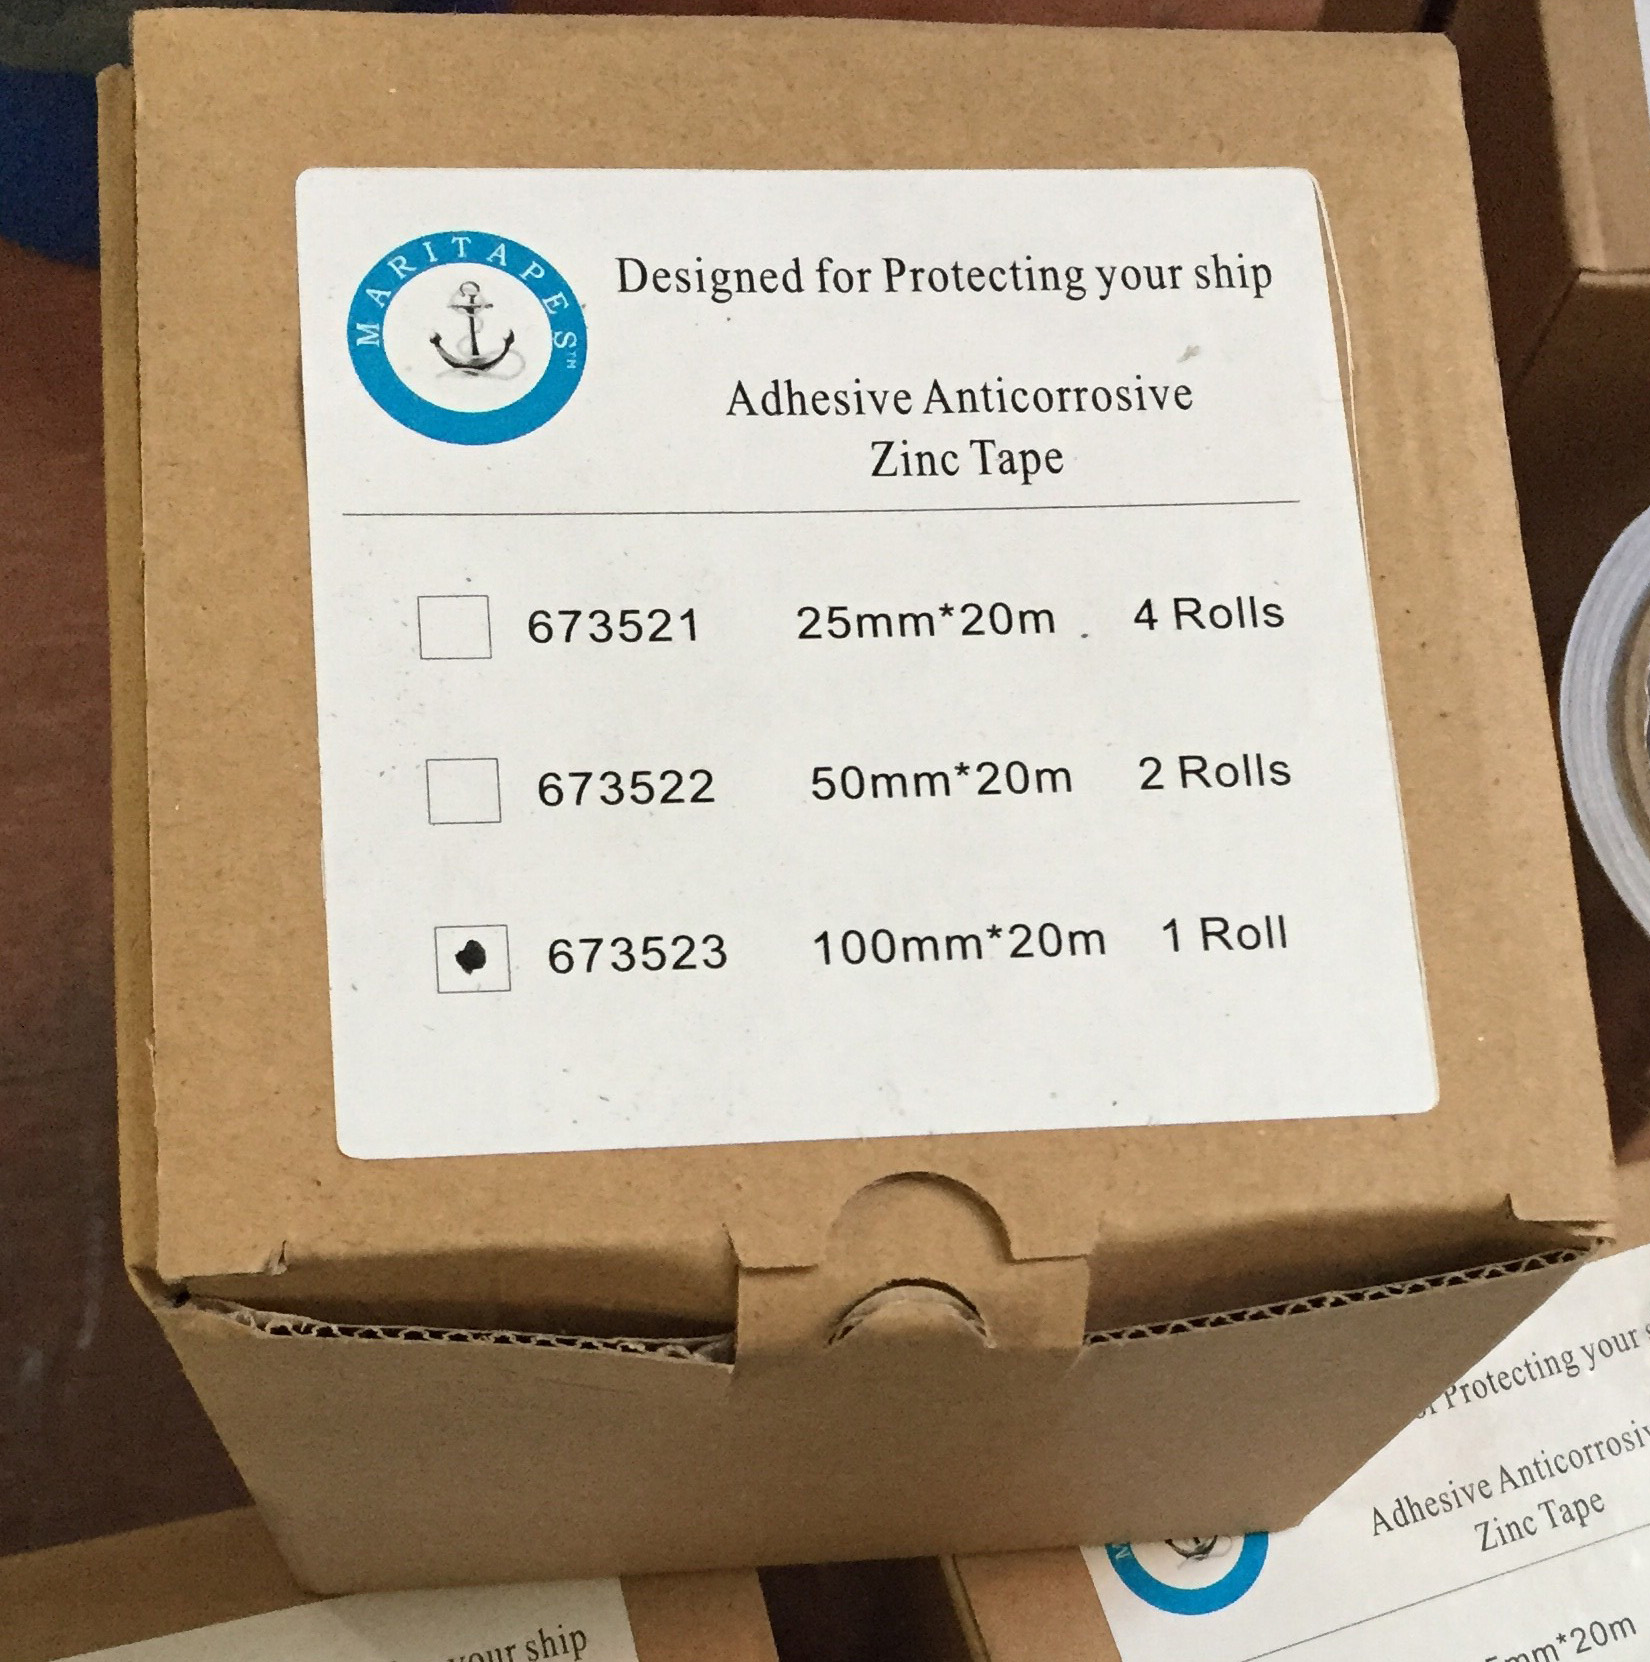 MARITAPES™
Designed for Protecting your ship
Adhesive Anticorrosive
Zinc Tape
673521 25mm*20m 4 Rolls
673522 50mm*20m 2 Rolls
673523 100mm*20m 1 Roll
Protecting your
Adhesive Anticorrosiv
Zinc Tape
mm*20m
your ship